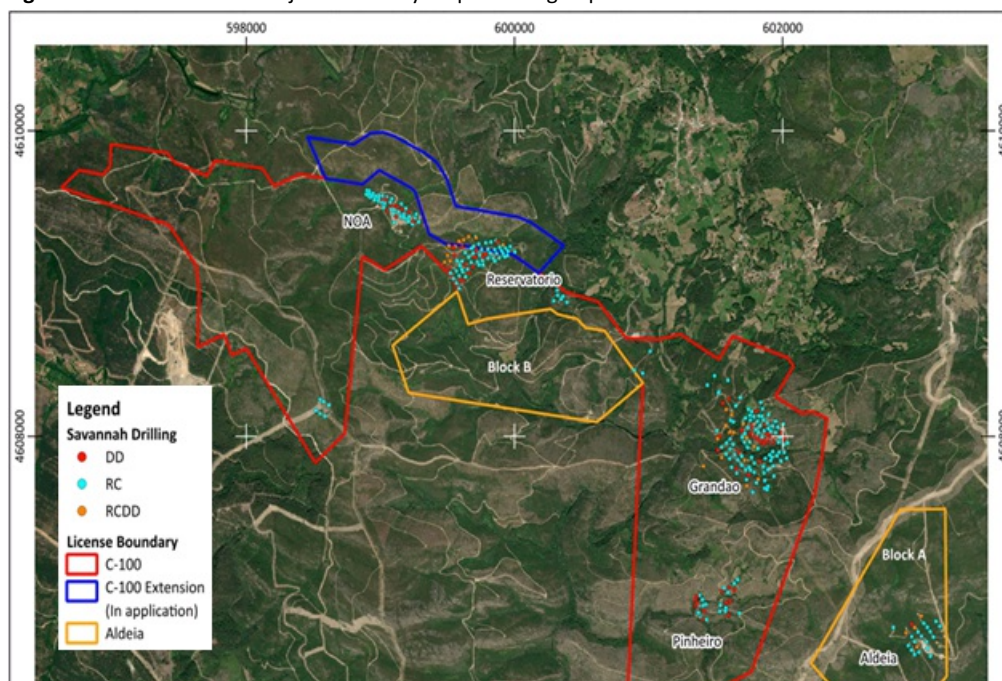 598000
600000
602000
4610000
NOA
Reservatorio
Block B
4608000
Grandao
Block A
Pinheiro
Aldeia
Legend
Savannah Drilling
DD
RC
RCDD
License Boundary
C-100
C-100 Extension
(In application)
Aldeia